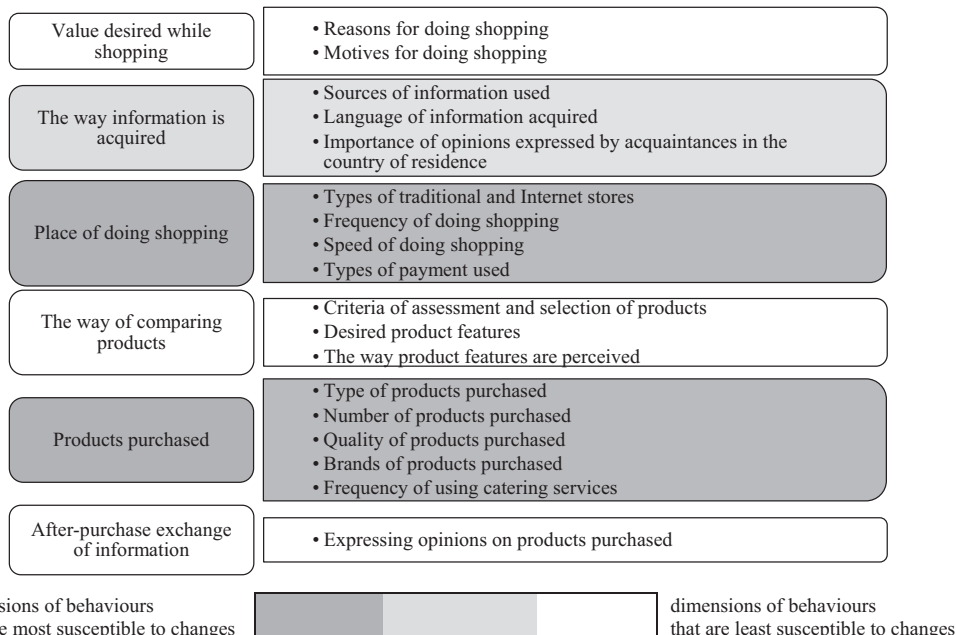 Value desired while
shopping
• Reasons for doing shopping
• Motives for doing shopping
The way information is
acquired
• Sources of information used
• Language of information acquired
• Importance of opinions expressed by acquaintances in the
country of residence
Place of doing shopping
• Types of traditional and Internet stores
• Frequency of doing shopping
• Speed of doing shopping
• Types of payment used
The way of comparing
products
• Criteria of assessment and selection of products
• Desired product features
• The way product features are perceived
Products purchased
• Type of products purchased
• Number of products purchased
• Quality of products purchased
• Brands of products purchased
• Frequency of using catering services
After-purchase exchange
of information
• Expressing opinions on products purchased
of behaviours
most susceptible to changes
dimensions of behaviours
that are least susceptible to changes